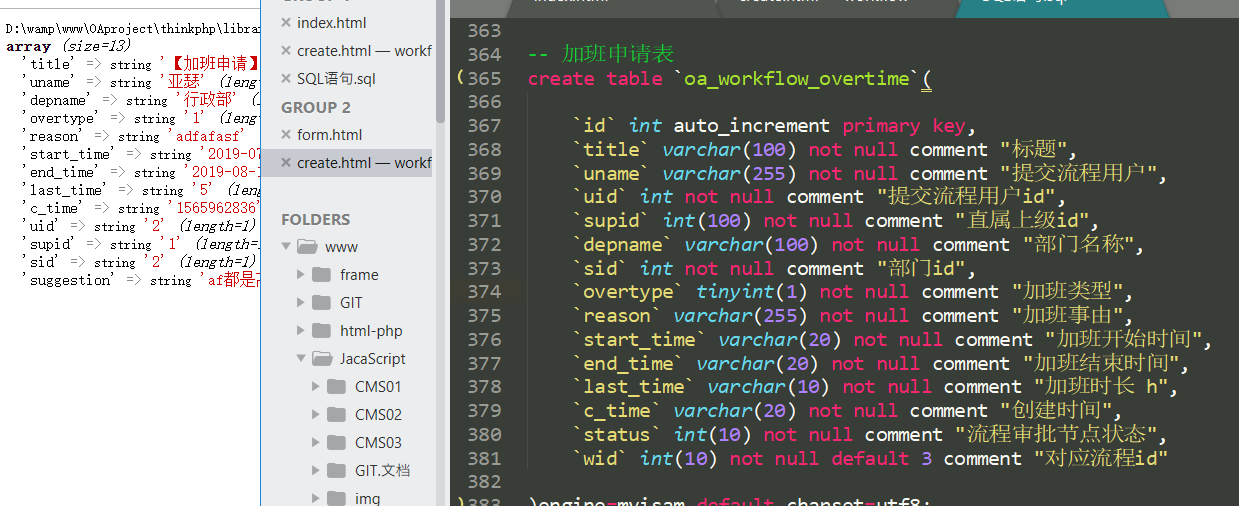 D:\wamp\www\OAproject\thinkphp\libra
array (size=13)
'title' => string '【加班申请】
'uname' => string '亚瑟' (leng
'depname' => string '行政部' (
'overtype' => string '1' (leng
'reason' => string 'adfafasf'
'start_time' => string '2019-0
'end_time' => string '2019-08-1
'last_time' => string '5' (leng
'c_time' => string '1565962836'
'uid' => string '2' (length=1)
'supid' => string '1' (length=
'sid' => string '2' (length=1)
'suggestion' => string 'af都是
index.html
create.html — workf
SQL语句.sql
GROUP 2
form.html
create.html — workf
FOLDERS
www
frame
GIT
html-php
JacaScript
CMS01
CMS02
CMS03
GIT.文档
img
363
364 -- 加班申请表
365 create table `oa_workflow_overtime`(
366
367 `id` int auto_increment primary key,
368 `title` varchar(100) not null comment "标题",
369 `uname` varchar(255) not null comment "提交流程用户",
370 `uid` int not null comment "提交流程用户id",
371 `supid` int(100) not null comment "直属上级id",
372 `depname` varchar(100) not null comment "部门名称",
373 `sid` int not null comment "部门id",
374 `overtype` tinyint(1) not null comment "加班类型",
375 `reason` varchar(255) not null comment "加班事由",
376 `start_time` varchar(20) not null comment "加班开始时间",
377 `end_time` varchar(20) not null comment "加班结束时间",
378 `last_time` varchar(10) not null comment "加班时长 h",
379 `c_time` varchar(20) not null comment "创建时间",
380 `status` int(10) not null comment "流程审批节点状态",
381 `wid` int(10) not null default 3 comment "对应流程id"
382
383 )engine=myisam default charset=utf8;